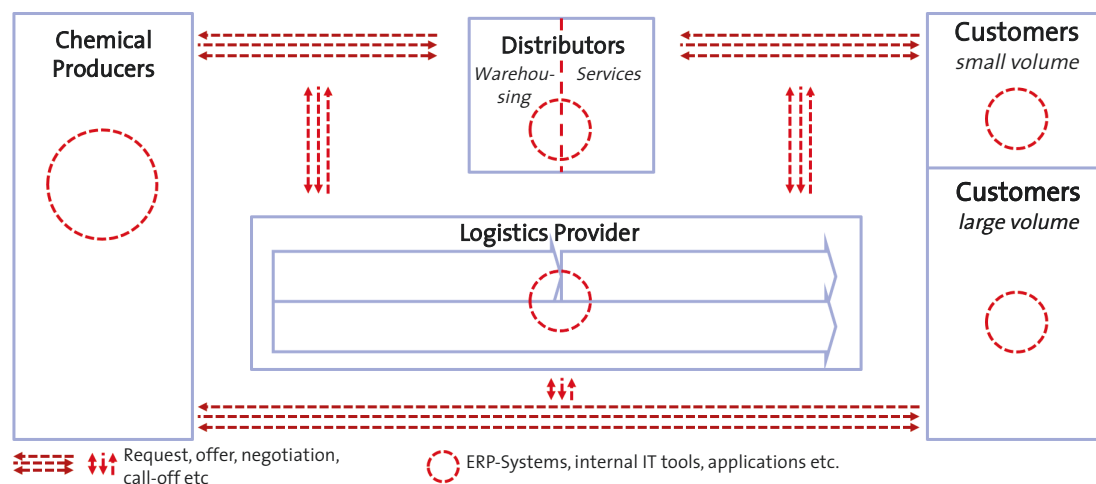 Chemical
Producers
Distributors
Warehou-
sing
Services
Customers
small volume
Customers
large volume
Logistics Provider
Request, offer, negotiation,
call-off etc
ERP-Systems, internal IT tools, applications etc.